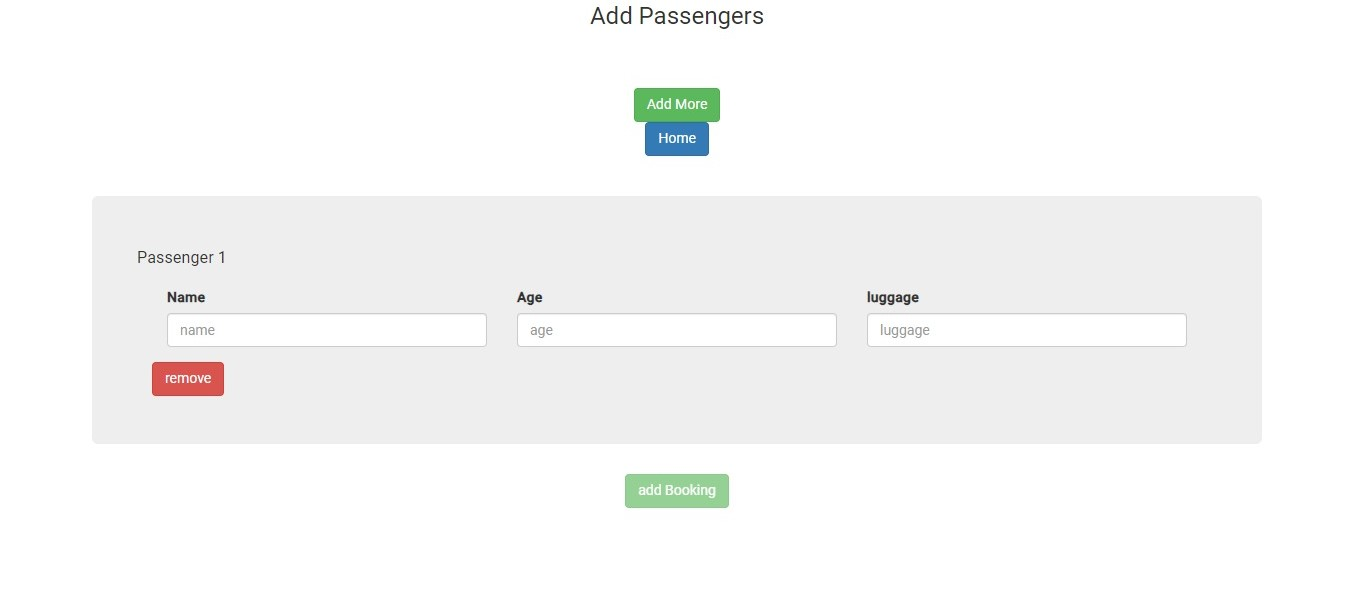 Add Passengers
Add More
Home
Passenger 1
Name Age luggage
name age luggage
remove
add Booking